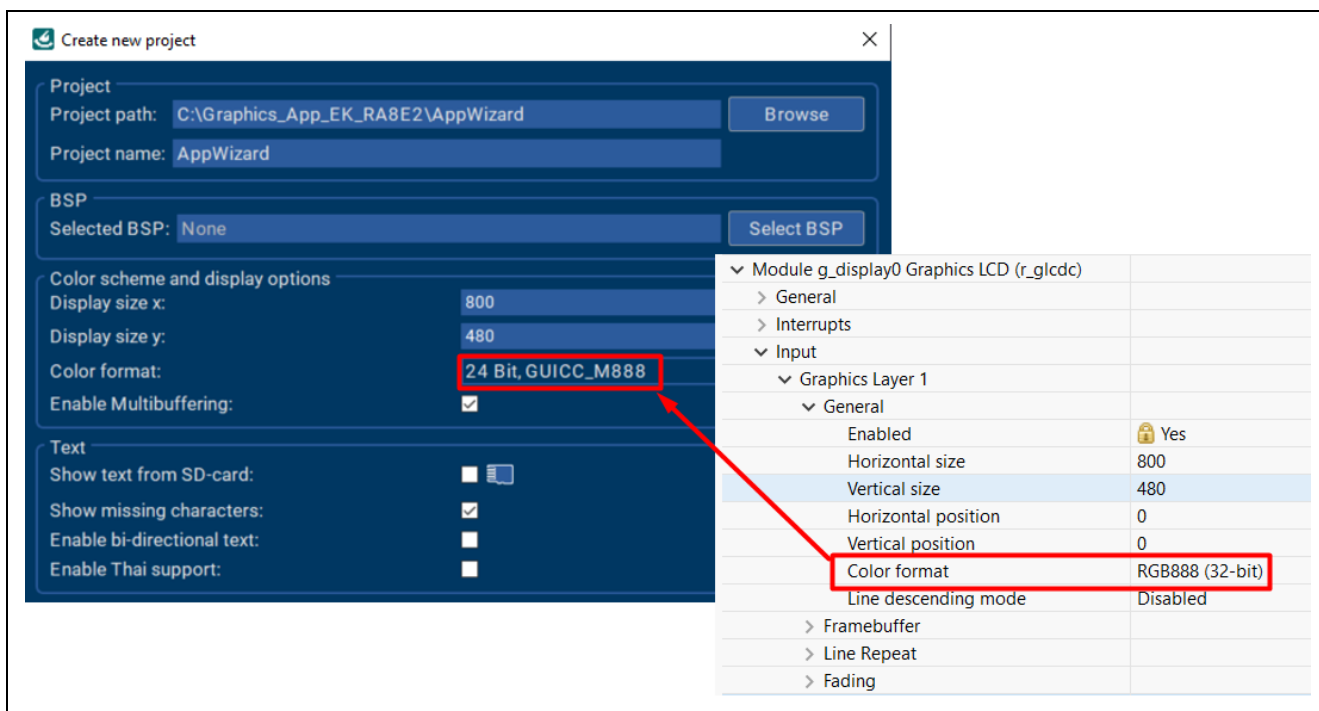 Create new project
Project
Project path: C:\Graphics_App_EK_RA8E2\AppWizard Browse
Project name: AppWizard
BSP
Selected BSP: None Select BSP
Color scheme and display options
Display size x: 800
Display size y: 480
Color format: 24 Bit, GUICC_M888
Enable Multibuffering:
Text
Show text from SD-card:
Show missing characters:
Enable bi-directional text:
Enable Thai support:
Module g_display0 Graphics LCD (r_glcdc)
General
Interrupts
Input
Graphics Layer 1
General
Enabled Yes
Horizontal size 800
Vertical size 480
Horizontal position 0
Vertical position 0
Color format RGB888 (32-bit)
Line descending mode Disabled
Framebuffer
Line Repeat
Fading